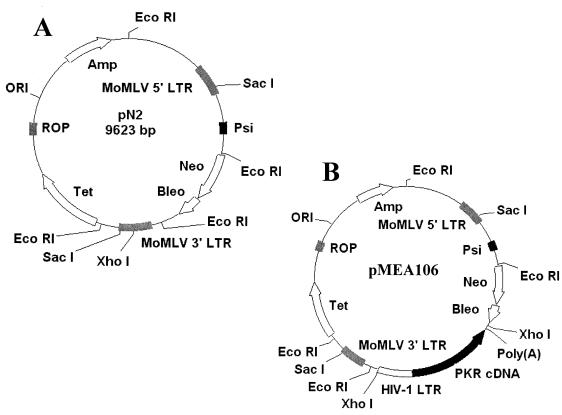 A
Eco RI
Amp
MoMLV 5' LTR
Sac I
ORI
pN2
9623 bp
ROP
Psi
Neo
Eco RI
Bleo
Tet
Eco RI
Eco RI
MoMLV 3' LTR
Sac I
Xho I
B
Eco RI
Amp
Sac I
MoMLV 5' LTR
ORI
Psi
ROP
pMEA106
Eco RI
Neo
Bleo
Tet
Xho I
Poly(A)
MoMLV 3' LTR
Eco RI
Sac I
PKR cDNA
Eco RI
HIV-1 LTR
Xho I